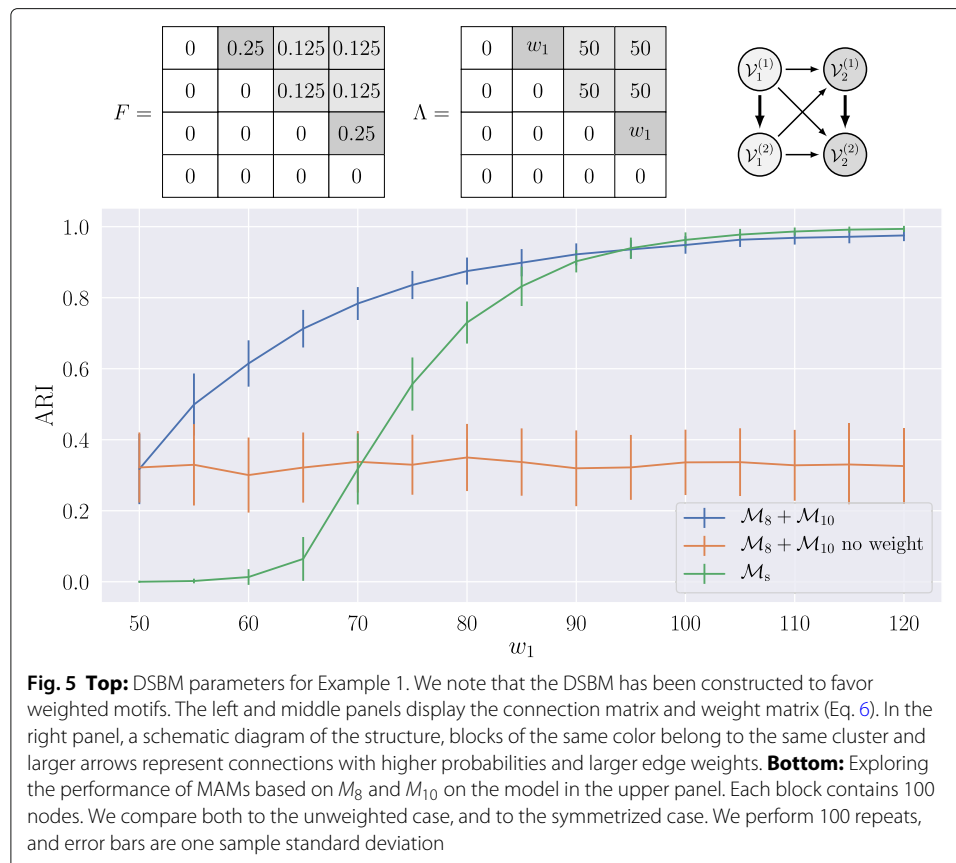 F =
0 0.25 0.125 0.125
0 0 0.125 0.125
0 0 0 0.25
0 0 0 0
Λ =
0 w₁ 50 50
0 0 50 50
0 0 0 w₁
0 0 0 0
𝒱₁⁽¹⁾ 𝒱₂⁽¹⁾
𝒱₁⁽²⁾ 𝒱₂⁽²⁾
ARI
1.0
0.8
0.6
0.4
0.2
0.0
ℳ₈ + ℳ₁₀
ℳ₈ + ℳ₁₀ no weight
ℳₛ
50 60 70 80 90 100 110 120
w₁
Fig. 5 Top: DSBM parameters for Example 1. We note that the DSBM has been constructed to favor
weighted motifs. The left and middle panels display the connection matrix and weight matrix (Eq. 6). In the
right panel, a schematic diagram of the structure, blocks of the same color belong to the same cluster and
larger arrows represent connections with higher probabilities and larger edge weights. Bottom: Exploring
the performance of MAMs based on M₈ and M₁₀ on the model in the upper panel. Each block contains 100
nodes. We compare both to the unweighted case, and to the symmetrized case. We perform 100 repeats,
and error bars are one sample standard deviation